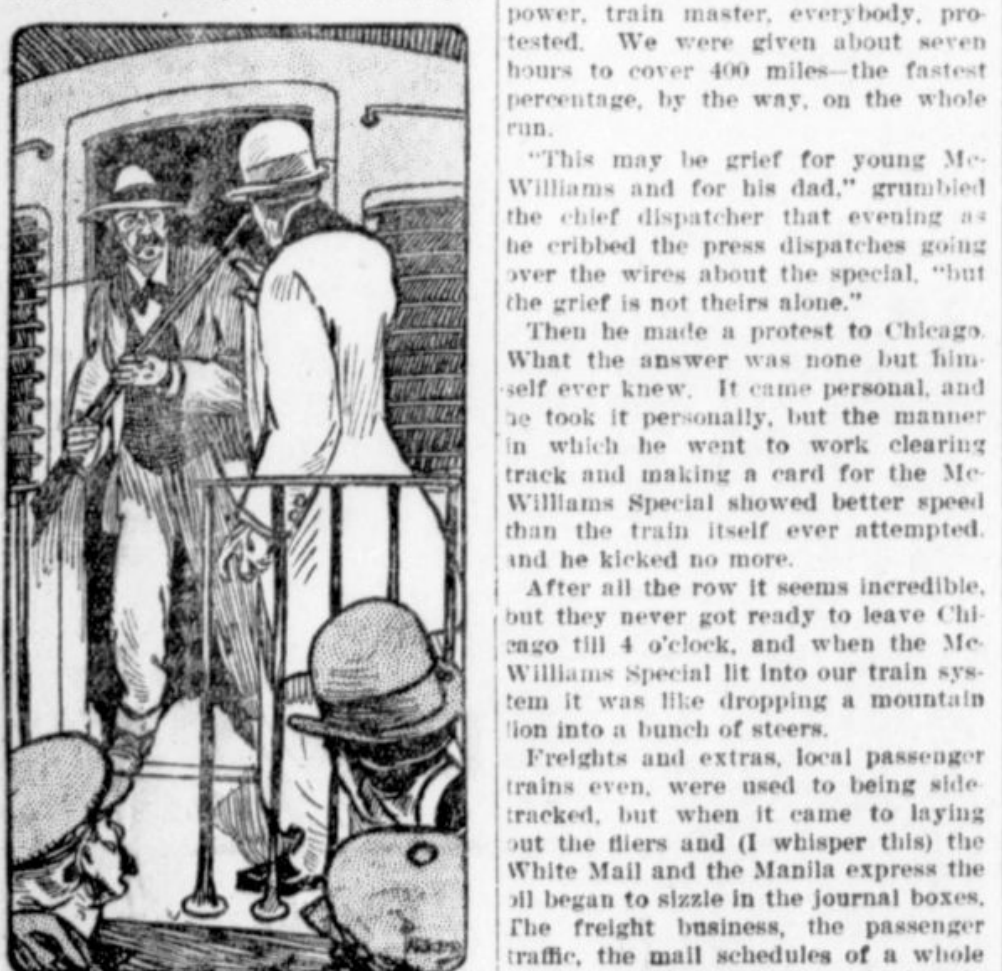 power, train master, everybody, pro-
tested. We were given about seven
hours to cover 400 miles—the fastest
percentage, by the way, on the whole
run.
"This may be grief for young Mc-
Williams and for his dad," grumbled
the chief dispatcher that evening as
he cribbed the press dispatches going
over the wires about the special, "but
the grief is not theirs alone."
Then he made a protest to Chicago.
What the answer was none but him-
self ever knew. It came personal, and
he took it personally, but the manner
in which he went to work clearing
track and making a card for the Mc-
Williams Special showed better speed
than the train itself ever attempted,
and he kicked no more.
After all the row it seems incredible,
but they never got ready to leave Chi-
cago till 4 o'clock, and when the Mc-
Williams Special lit into our train sys-
tem it was like dropping a mountain
lion into a bunch of steers.
Freights and extras, local passenger
trains even, were used to being side-
tracked, but when it came to laying
out the fliers and (I whisper this) the
White Mail and the Manila express the
oil began to sizzle in the journal boxes.
The freight business, the passenger
traffic, the mail schedules of a whole